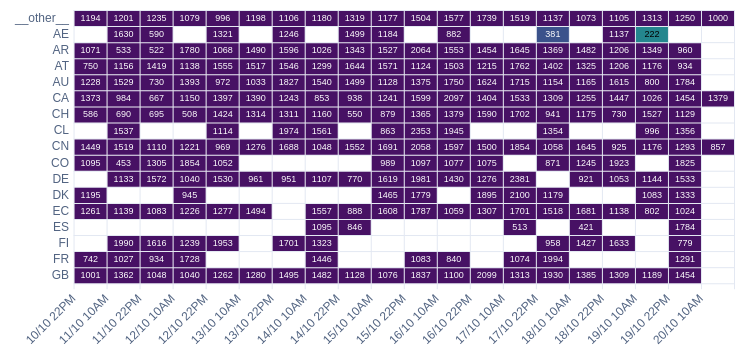 __other__ 1194 1201 1235 1079 996 1198 1106 1180 1319 1177 1504 1577 1739 1519 1137 1073 1105 1313 1250 1000
AE 1630 590 1321 1246 1499 1184 882 381 1137 222
AR 1071 533 522 1780 1068 1490 1596 1026 1343 1527 2064 1553 1454 1645 1369 1482 1206 1349 960
AT 750 1156 1419 1138 1555 1517 1546 1299 1644 1571 1124 1503 1215 1762 1402 1325 1206 1176 934
AU 1228 1529 730 1393 972 1033 1827 1540 1499 1128 1375 1750 1624 1715 1154 1165 1615 800 1784
CA 1373 984 667 1150 1397 1390 1243 853 938 1241 1599 2097 1404 1533 1309 1255 1447 1026 1454 1379
CH 586 690 695 508 1424 1314 1311 1160 550 879 1365 1379 1590 1702 941 1175 730 1527 1129
CL 1537 1114 1974 1561 863 2353 1945 1354 996 1356
CN 1449 1519 1110 1221 969 1276 1688 1048 1552 1691 2058 1597 1500 1854 1058 1645 925 1176 1293 857
CO 1095 453 1305 1854 1052 989 1097 1077 1075 871 1245 1923 1825
DE 1133 1572 1040 1530 961 951 1107 770 1619 1981 1430 1276 2381 921 1053 1144 1533
DK 1195 945 1465 1779 1895 2100 1179 1083 1333
EC 1261 1139 1083 1226 1277 1494 1557 888 1608 1787 1059 1307 1701 1518 1681 1138 802 1024
ES 1095 846 513 421 1784
FI 1990 1616 1239 1953 1701 1323 958 1427 1633 779
FR 742 1027 934 1728 1446 1083 840 1074 1994 1291
GB 1001 1362 1048 1040 1262 1280 1495 1482 1128 1076 1837 1100 2099 1313 1930 1385 1309 1189 1454
10/10 22PM 11/10 10AM 11/10 22PM 12/10 10AM 12/10 22PM 13/10 10AM 13/10 22PM 14/10 10AM 14/10 22PM 15/10 10AM 15/10 22PM 16/10 10AM 16/10 22PM 17/10 10AM 17/10 22PM 18/10 10AM 18/10 22PM 19/10 10AM 19/10 22PM 20/10 10AM